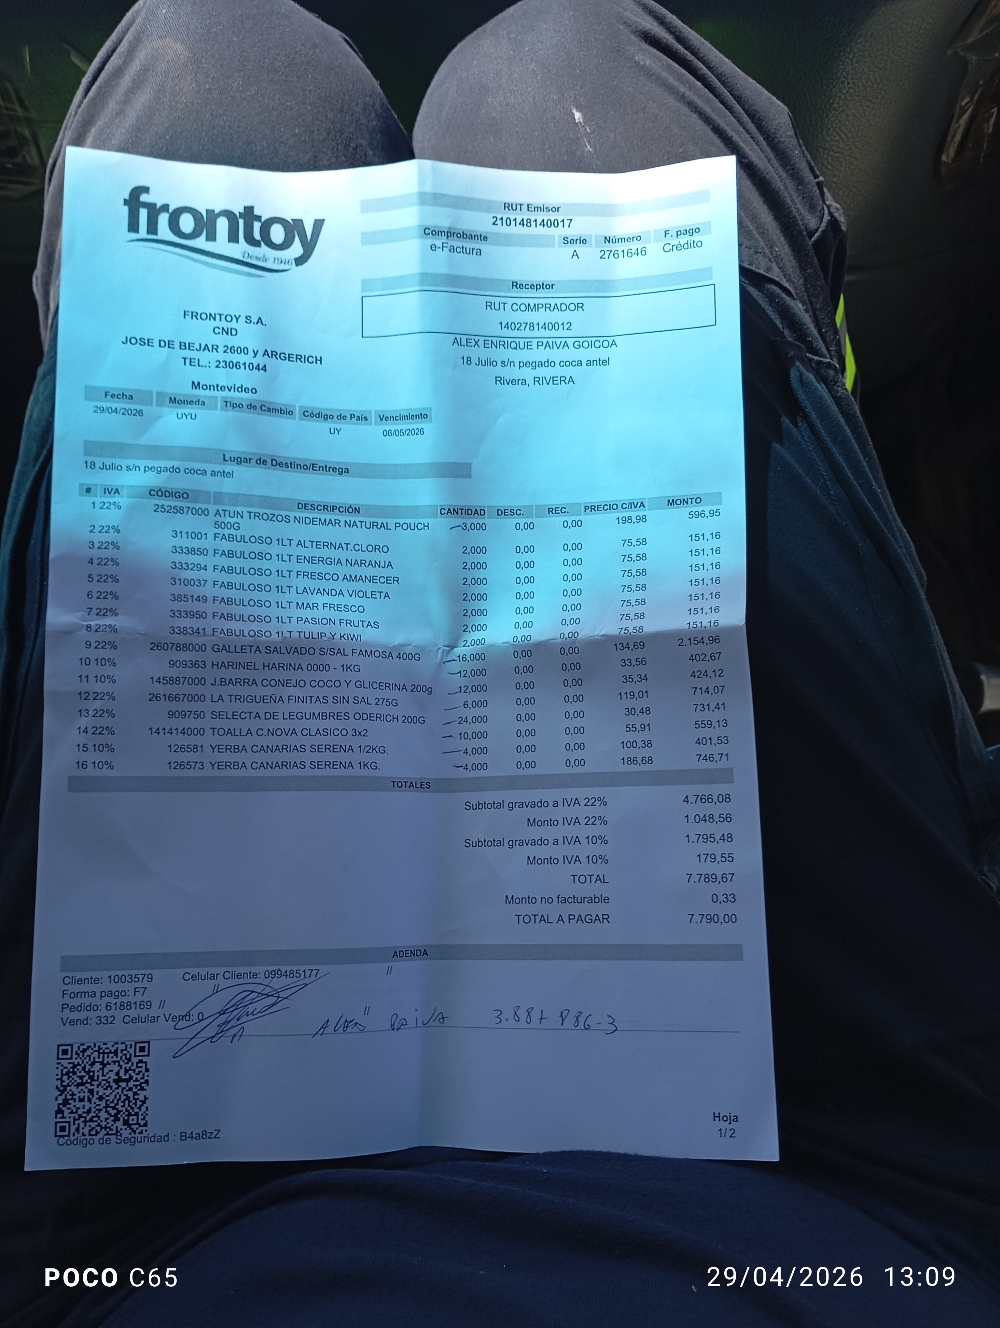 frontoy
Desde 1946
RUT Emisor
210148140017
Comprobante Serie Número F. pago
e-Factura A 2761646 Crédito
Receptor
RUT COMPRADOR
140278140012
ALEX ENRIQUE PAIVA GOICOA
18 Julio s/n pegado coca antel
Rivera, RIVERA
FRONTOY S.A.
CND
JOSE DE BEJAR 2600 y ARGERICH
TEL.: 23061044
Montevideo
Fecha Moneda Tipo de Cambio Código de País Vencimiento
29/04/2026 UYU UY 06/05/2026
Lugar de Destino/Entrega
18 Julio s/n pegado coca antel
# IVA CÓDIGO DESCRIPCIÓN CANTIDAD DESC. REC. PRECIO C/IVA MONTO
1 22% 252587000 ATUN TROZOS NIDEMAR NATURAL POUCH 3,000 0,00 0,00 198,98 596,95
500G
2 22% 311001 FABULOSO 1LT ALTERNAT.CLORO 2,000 0,00 0,00 75,58 151,16
3 22% 333850 FABULOSO 1LT ENERGIA NARANJA 2,000 0,00 0,00 75,58 151,16
4 22% 333294 FABULOSO 1LT FRESCO AMANECER 2,000 0,00 0,00 75,58 151,16
5 22% 310037 FABULOSO 1LT LAVANDA VIOLETA 2,000 0,00 0,00 75,58 151,16
6 22% 385149 FABULOSO 1LT MAR FRESCO 2,000 0,00 0,00 75,58 151,16
7 22% 333950 FABULOSO 1LT PASION FRUTAS 2,000 0,00 0,00 75,58 151,16
8 22% 338341 FABULOSO 1LT TULIP Y KIWI 2,000 0,00 0,00 75,58 151,16
9 22% 260788000 GALLETA SALVADO S/SAL FAMOSA 400G 16,000 0,00 0,00 134,69 2.154,96
10 10% 909363 HARINEL HARINA 0000 - 1KG 12,000 0,00 0,00 33,56 402,67
11 10% 145887000 J.BARRA CONEJO COCO Y GLICERINA 200g 12,000 0,00 0,00 35,34 424,12
12 22% 261667000 LA TRIGUEÑA FINITAS SIN SAL 275G 6,000 0,00 0,00 119,01 714,07
13 22% 909750 SELECTA DE LEGUMBRES ODERICH 200G 24,000 0,00 0,00 30,48 731,41
14 22% 141414000 TOALLA C.NOVA CLASICO 3x2 10,000 0,00 0,00 55,91 559,13
15 10% 126581 YERBA CANARIAS SERENA 1/2KG. 4,000 0,00 0,00 100,38 401,53
16 10% 126573 YERBA CANARIAS SERENA 1KG. 4,000 0,00 0,00 186,68 746,71
TOTALES
Subtotal gravado a IVA 22% 4.766,08
Monto IVA 22% 1.048,56
Subtotal gravado a IVA 10% 1.795,48
Monto IVA 10% 179,55
TOTAL 7.789,67
Monto no facturable 0,33
TOTAL A PAGAR 7.790,00
ADENDA
Cliente: 1003579 Celular Cliente: 099485177 //
Forma pago: F7 //
Pedido: 6188169 //
Vend: 332 Celular Vend: 0 //
PAIVA
Código de Seguridad : B4a8zZ
Hoja
1/2
POCO C65
29/04/2026 13:09